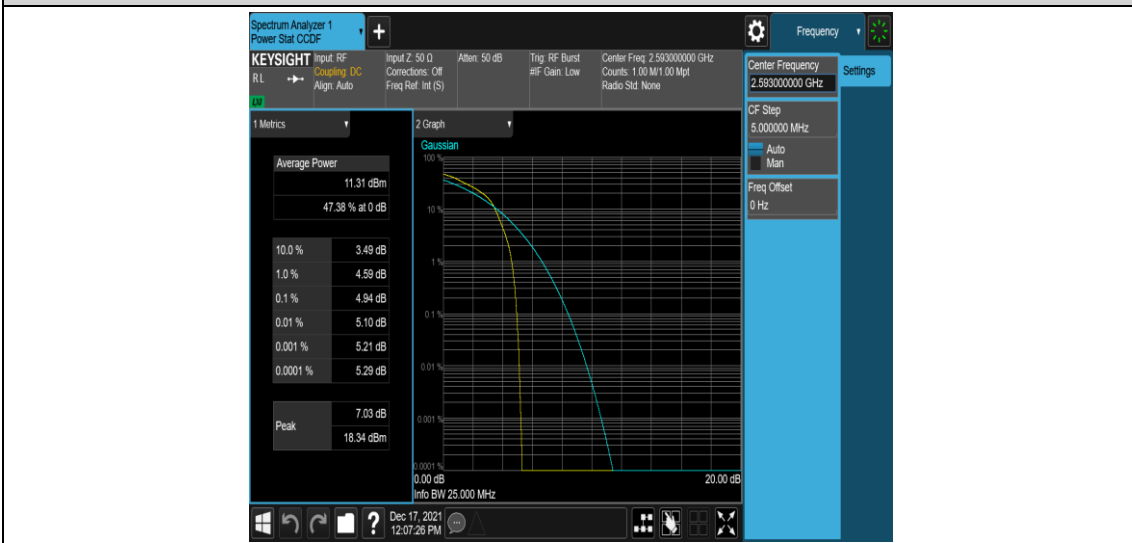 Spectrum Analyzer 1
Power Stat CCDF
+
Frequency
KEYSIGHT
Input: RF
Coupling: DC
Align: Auto
RL
LNI
Input Z: 50 Ω
Corrections: Off
Freq Ref: Int (S)
Atten: 50 dB
Trig: RF Burst
#IF Gain: Low
Center Freq: 2.593000000 GHz
Counts: 1.00 M/1.00 Mpt
Radio Std: None
Center Frequency
2.593000000 GHz
Settings
CF Step
5.000000 MHz
Auto
Man
Freq Offset
0 Hz
1 Metrics
Average Power
11.31 dBm
47.38 % at 0 dB
10.0 % 3.49 dB
1.0 % 4.59 dB
0.1 % 4.94 dB
0.01 % 5.10 dB
0.001 % 5.21 dB
0.0001 % 5.29 dB
Peak
7.03 dB
18.34 dBm
2 Graph
Gaussian
100 %
10 %
1 %
0.1 %
0.01 %
0.001 %
0.0001 %
0.00 dB 20.00 dB
Info BW 25.000 MHz
?
Dec 17, 2021
12:07:26 PM